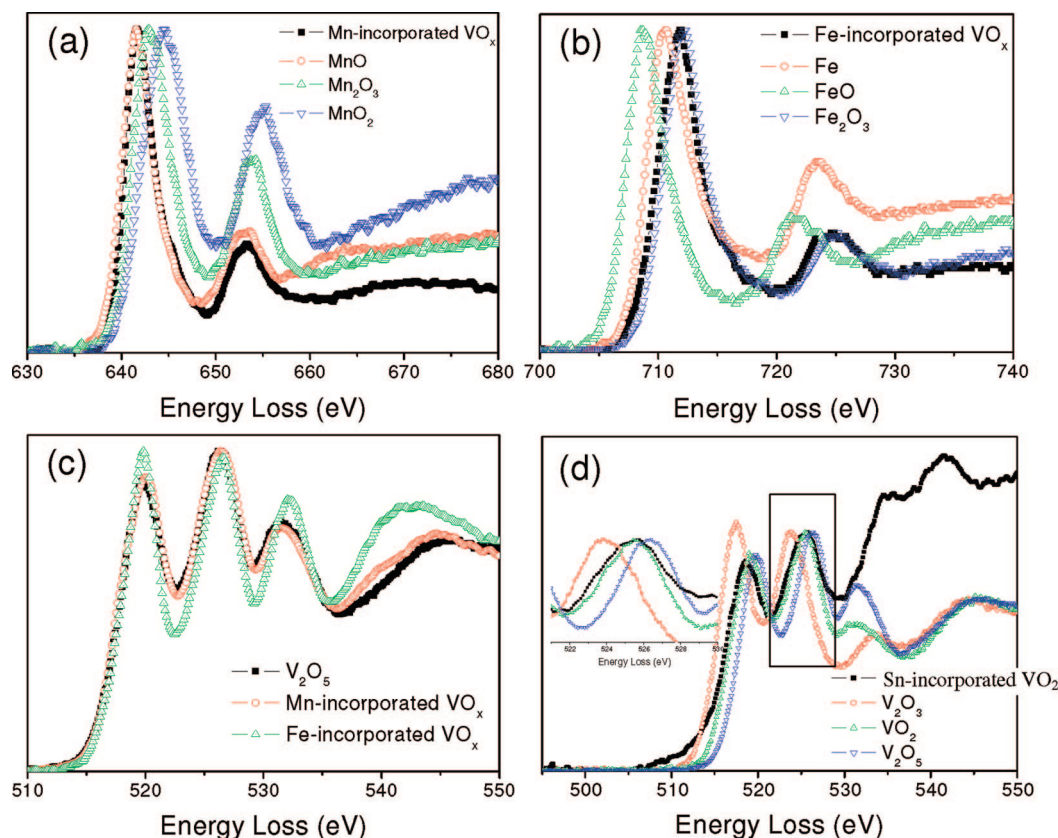 (a)
Mn-incorporated VOₓ
MnO
Mn₂O₃
MnO₂
630 640 650 660 670 680
Energy Loss (eV)
(b)
Fe-incorporated VOₓ
Fe
FeO
Fe₂O₃
700 710 720 730 740
Energy Loss (eV)
(c)
V₂O₅
Mn-incorporated VOₓ
Fe-incorporated VOₓ
510 520 530 540 550
Energy Loss (eV)
(d)
522 524 526 528 530
Energy Loss (eV)
Sn-incorporated VO₂
V₂O₃
VO₂
V₂O₅
500 510 520 530 540 550
Energy Loss (eV)